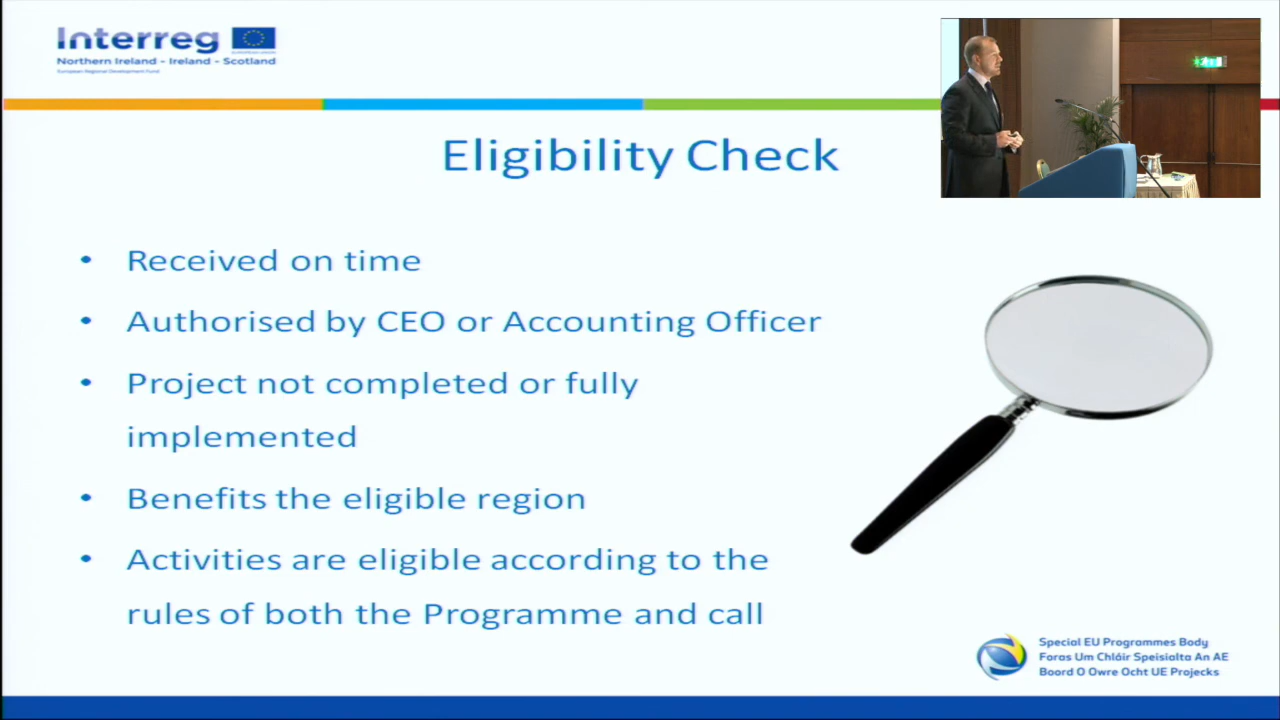 Interreg
EUROPEAN UNION
Northern Ireland - Ireland - Scotland
European Regional Development Fund
Eligibility Check
• Received on time
• Authorised by CEO or Accounting Officer
• Project not completed or fully
implemented
• Benefits the eligible region
• Activities are eligible according to the
rules of both the Programme and call
Special EU Programmes Body
Foras Um Chláir Speisialta An AE
Boord O Owre Ocht UE Projecks